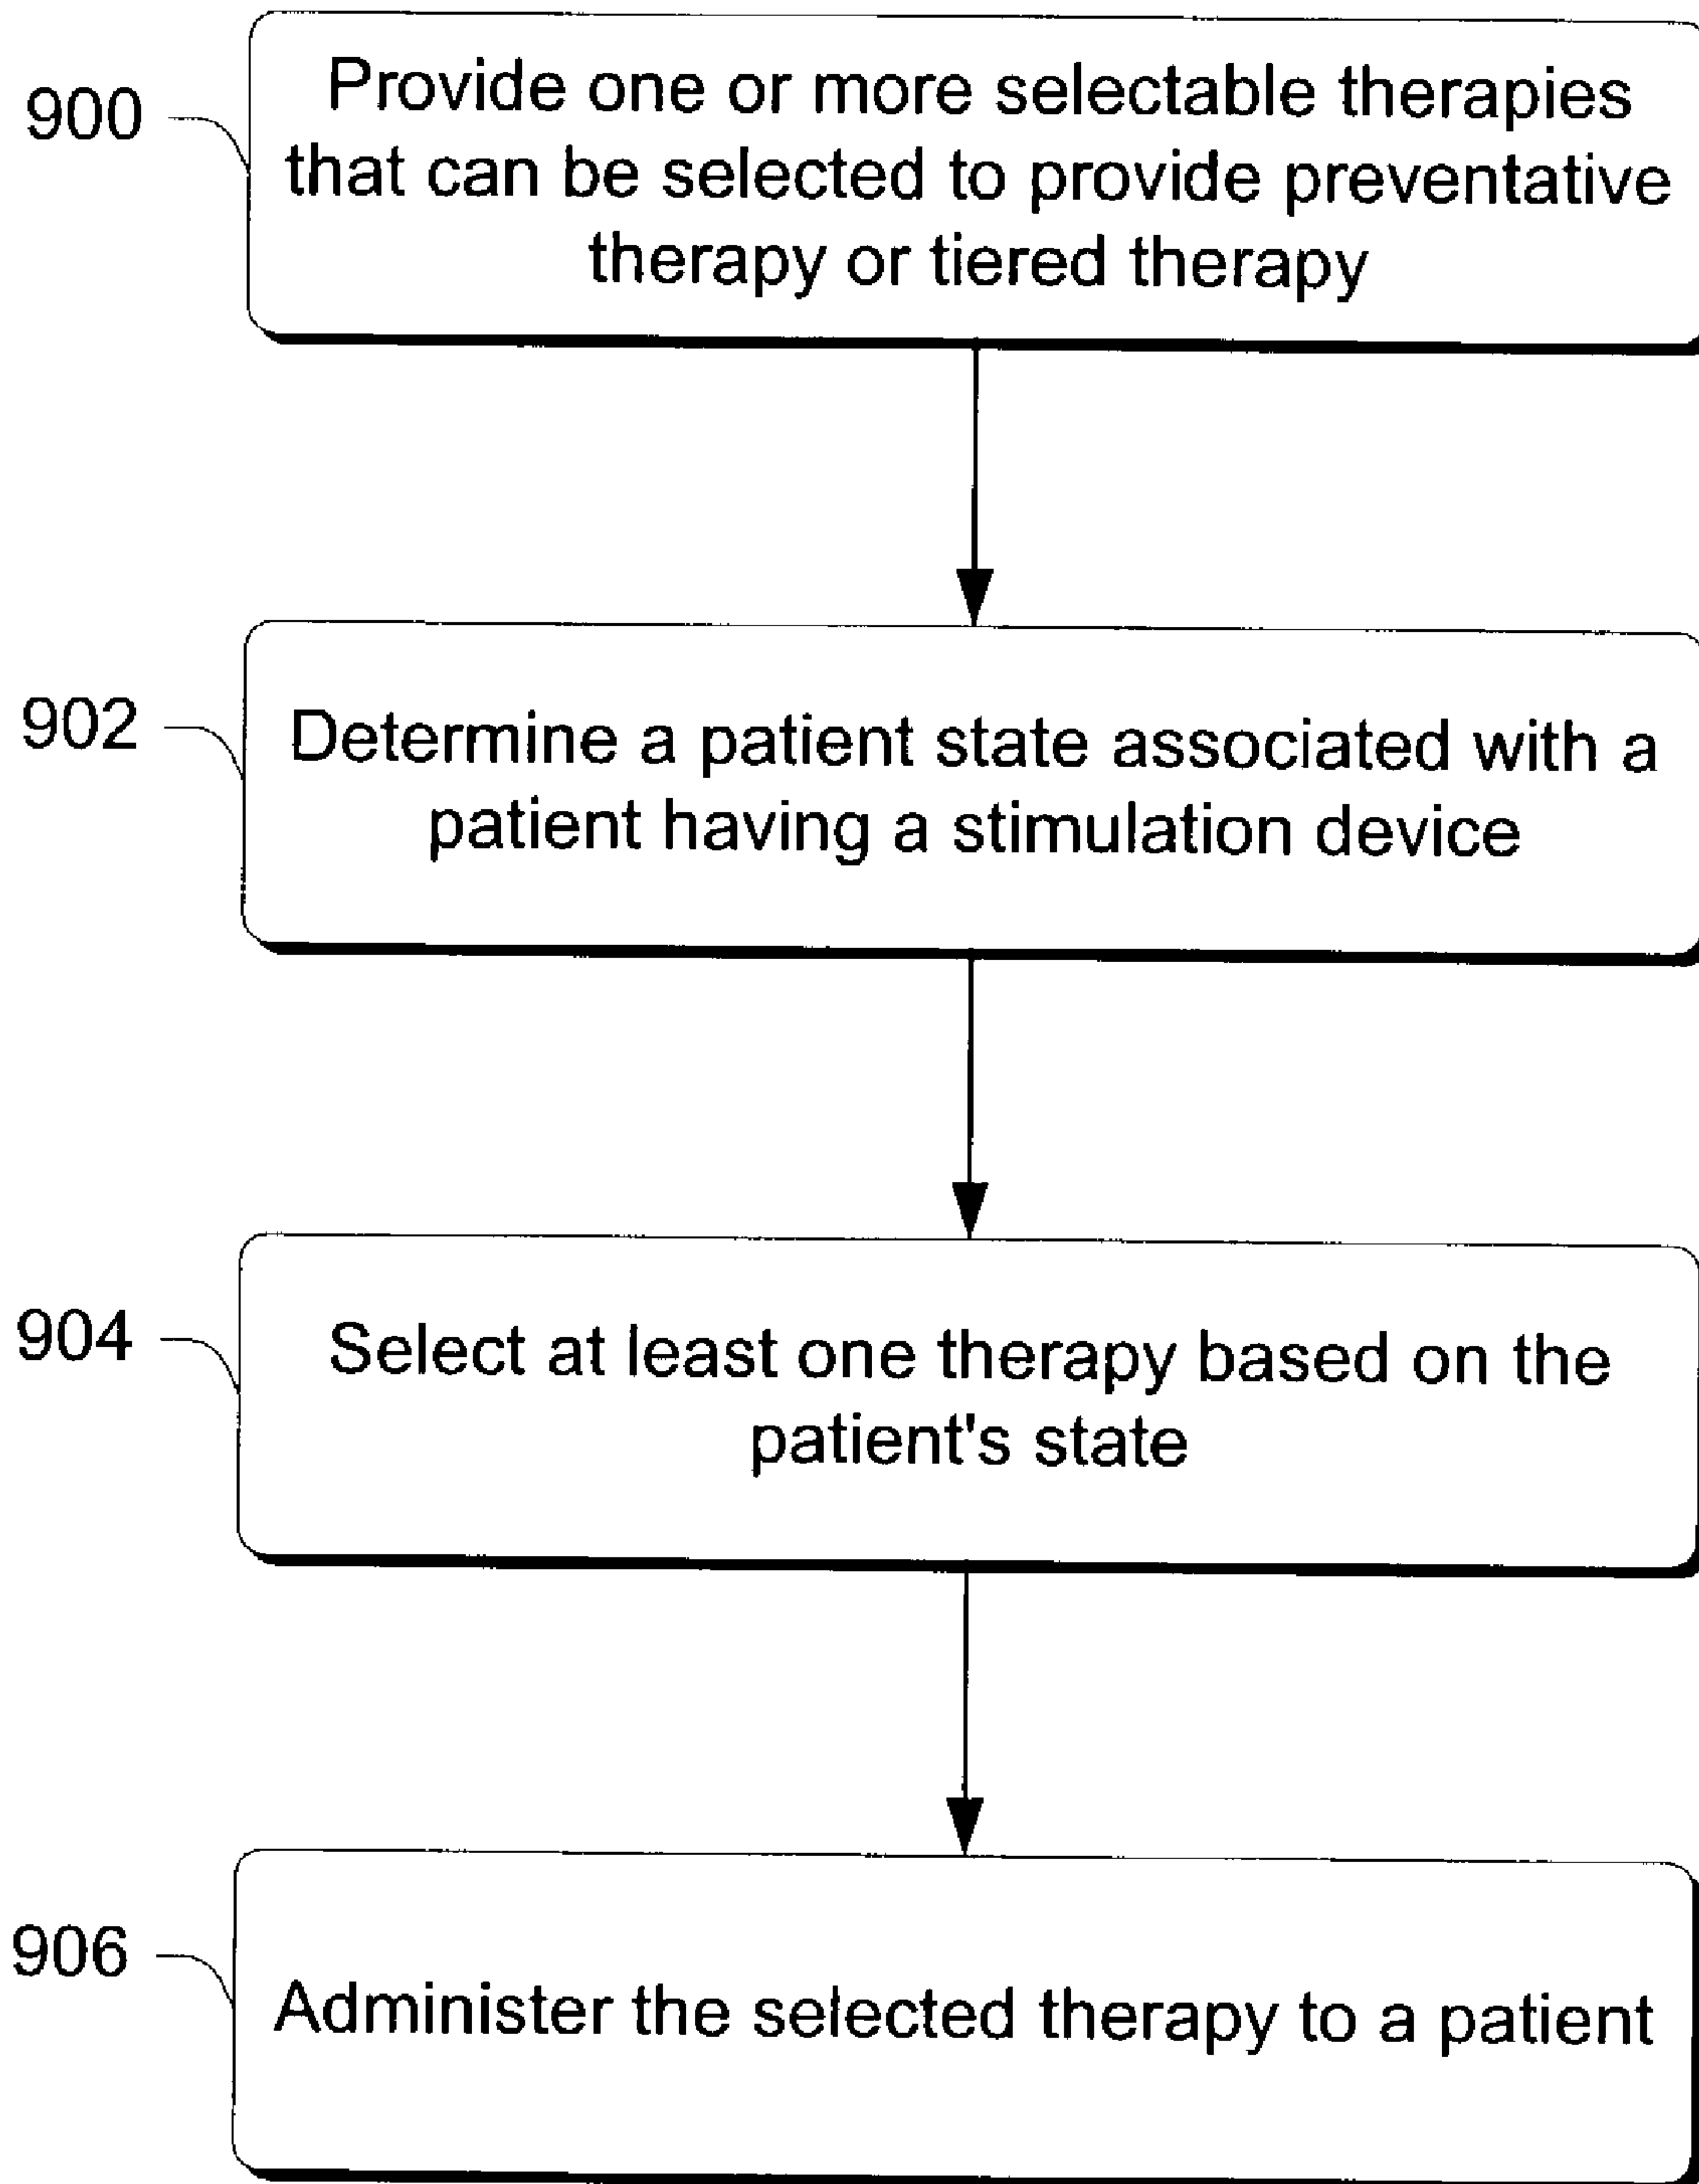 900
Provide one or more selectable therapies
that can be selected to provide preventative
therapy or tiered therapy
902
Determine a patient state associated with a
patient having a stimulation device
904
Select at least one therapy based on the
patient's state
906
Administer the selected therapy to a patient